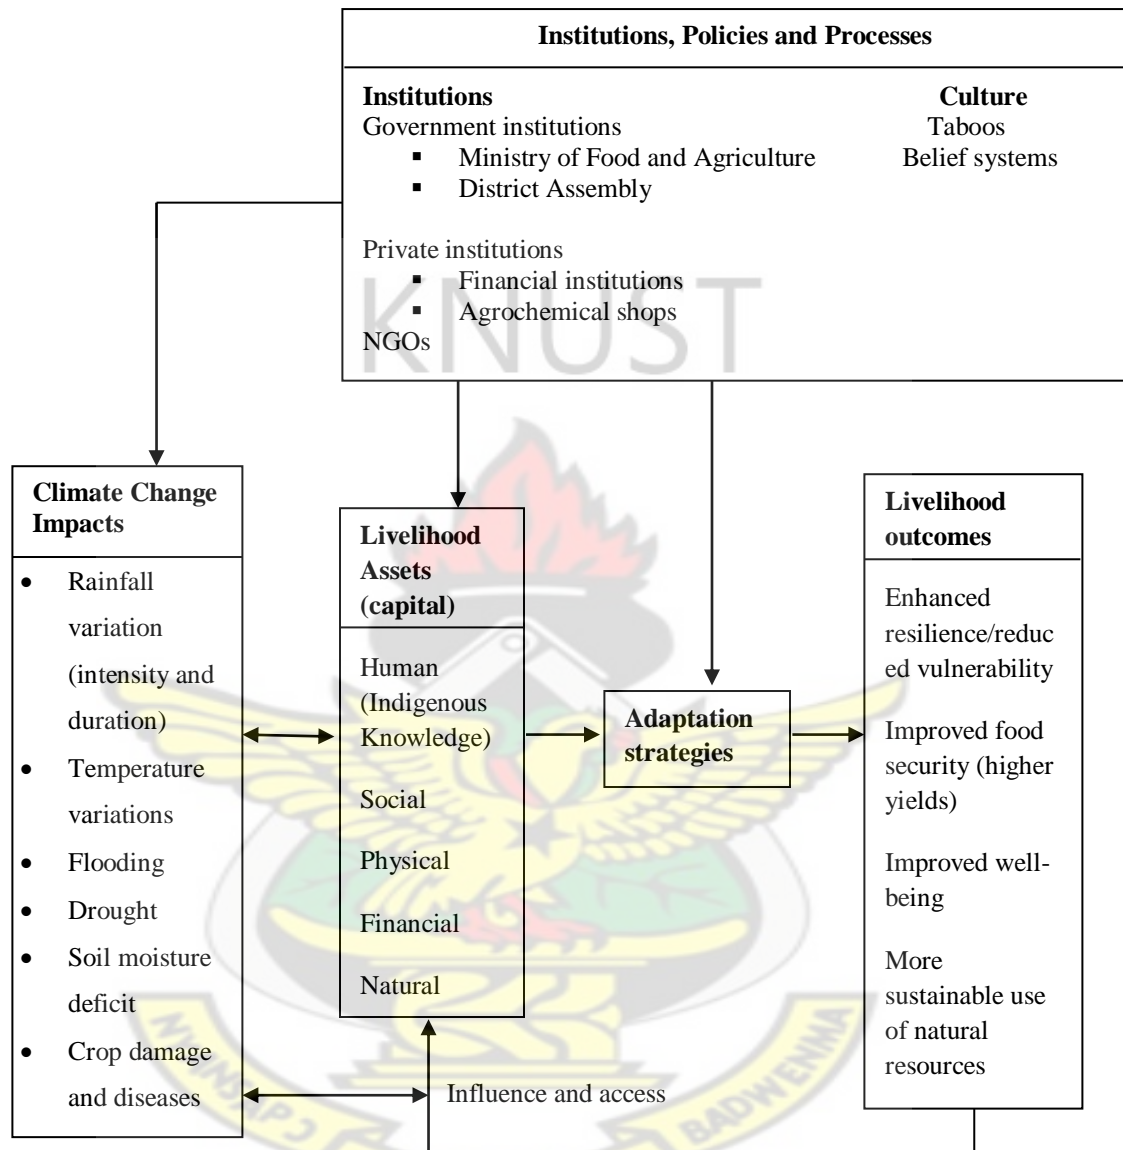 Institutions, Policies and Processes
Institutions
Culture
Government institutions
Taboos
▪ Ministry of Food and Agriculture
Belief systems
▪ District Assembly
Private institutions
▪ Financial institutions
▪ Agrochemical shops
NGOs
KNUST
Climate Change
Impacts
• Rainfall
variation
(intensity and
duration)
• Temperature
variations
• Flooding
• Drought
• Soil moisture
deficit
• Crop damage
and diseases
Livelihood
Assets
(capital)
Human
(Indigenous
Knowledge)
Social
Physical
Financial
Natural
Adaptation
strategies
Livelihood
outcomes
Enhanced
resilience/reduc
ed vulnerability
Improved food
security (higher
yields)
Improved well-
being
More
sustainable use
of natural
resources
Influence and access
NYANSAPƆ
BADWENMA